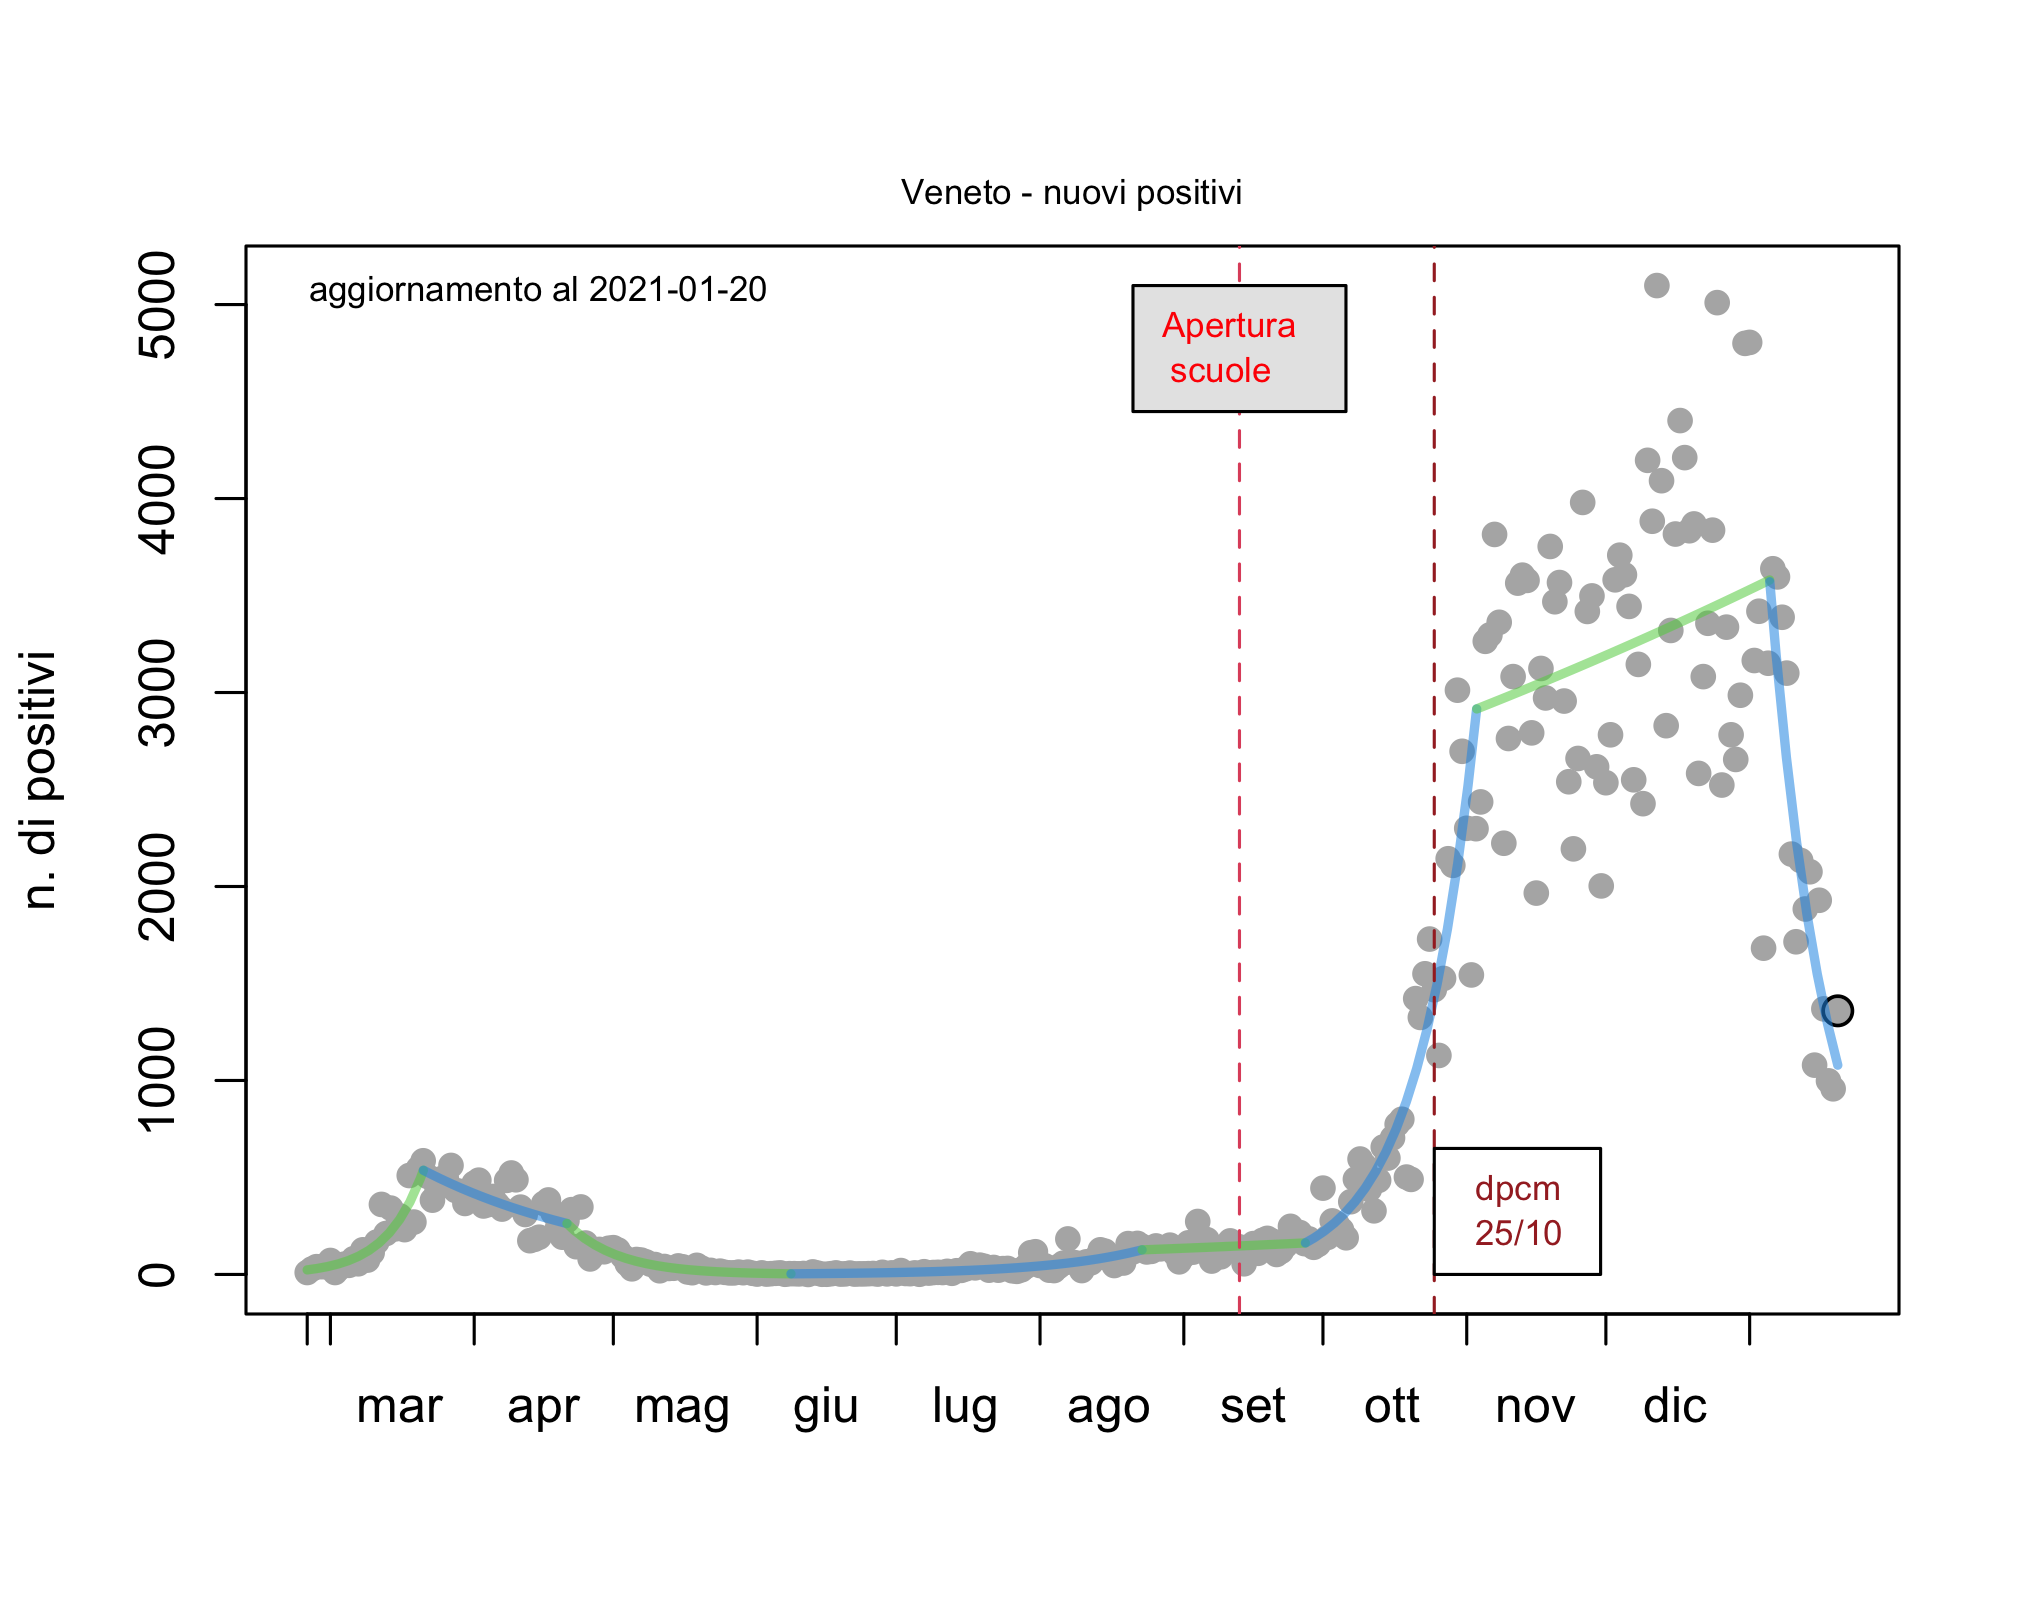 Veneto - nuovi positivi
aggiornamento al 2021-01-20
Apertura
scuole
dpcm
25/10
n. di positivi
5000
4000
3000
2000
1000
0
mar apr mag giu lug ago set ott nov dic